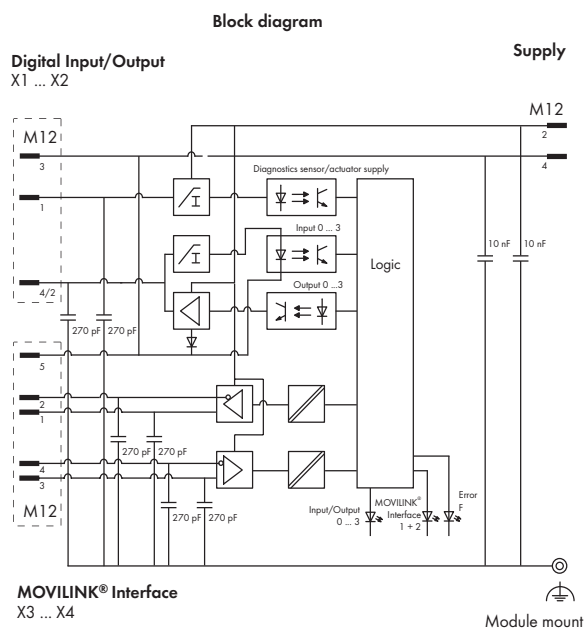 Block diagram
Digital Input/Output
X1 ... X2
Supply
M12
M12
2
3
4
Diagnostics sensor/actuator supply
1
Input 0 ... 3
Logic
10 nF
10 nF
4/2
Output 0 ...3
270 pF
270 pF
5
2
1
270 pF
270 pF
4
3
M12
270 pF
270 pF
Input/Output
0 ... 3
MOVILINK®
Interface
1 + 2
Error
F
MOVILINK® Interface
X3 ... X4
Module mount